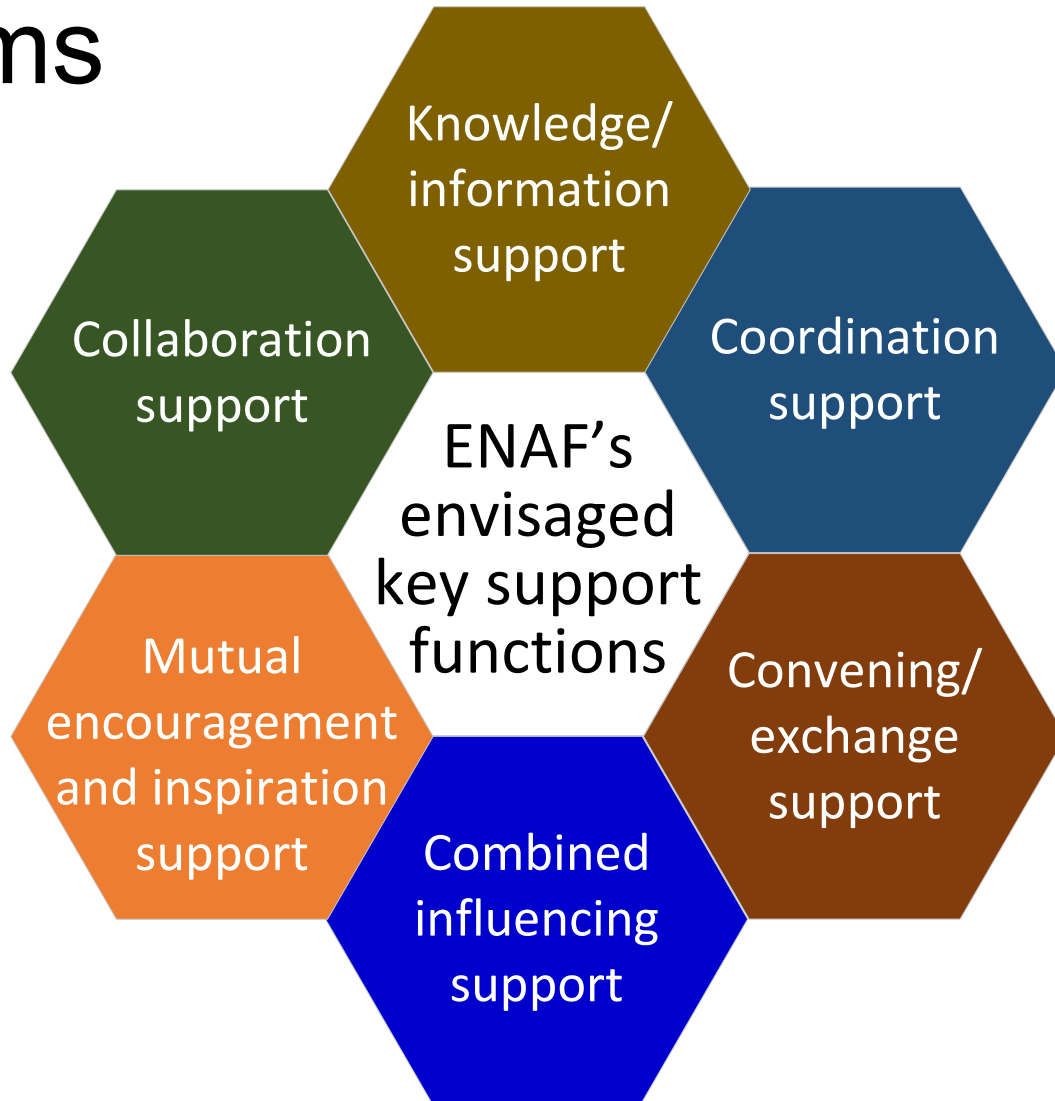 ms
Knowledge/
information
support
Collaboration
support
Coordination
support
ENAF’s
envisaged
key support
functions
Mutual
encouragement
and inspiration
support
Convening/
exchange
support
Combined
influencing
support